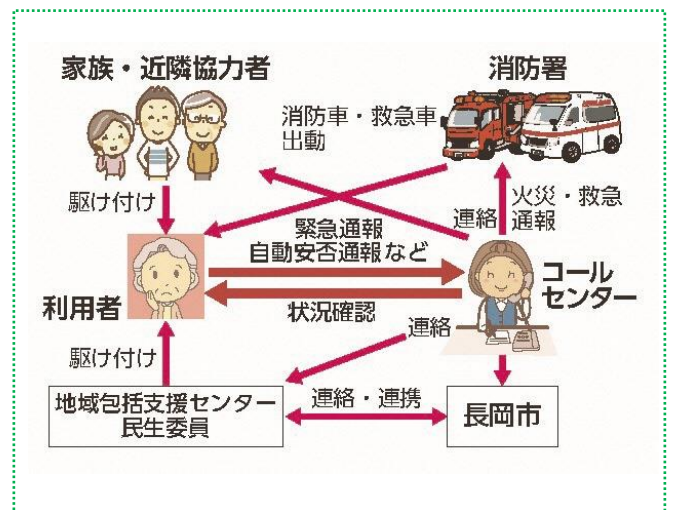 家族・近隣協力者
消防署
消防車・救急車
出動
駆け付け
連絡
火災・救急
通報
緊急通報
自動安否通報など
利用者
コール
センター
状況確認
連絡
駆け付け
地域包括支援センター
民生委員
連絡・連携
長岡市